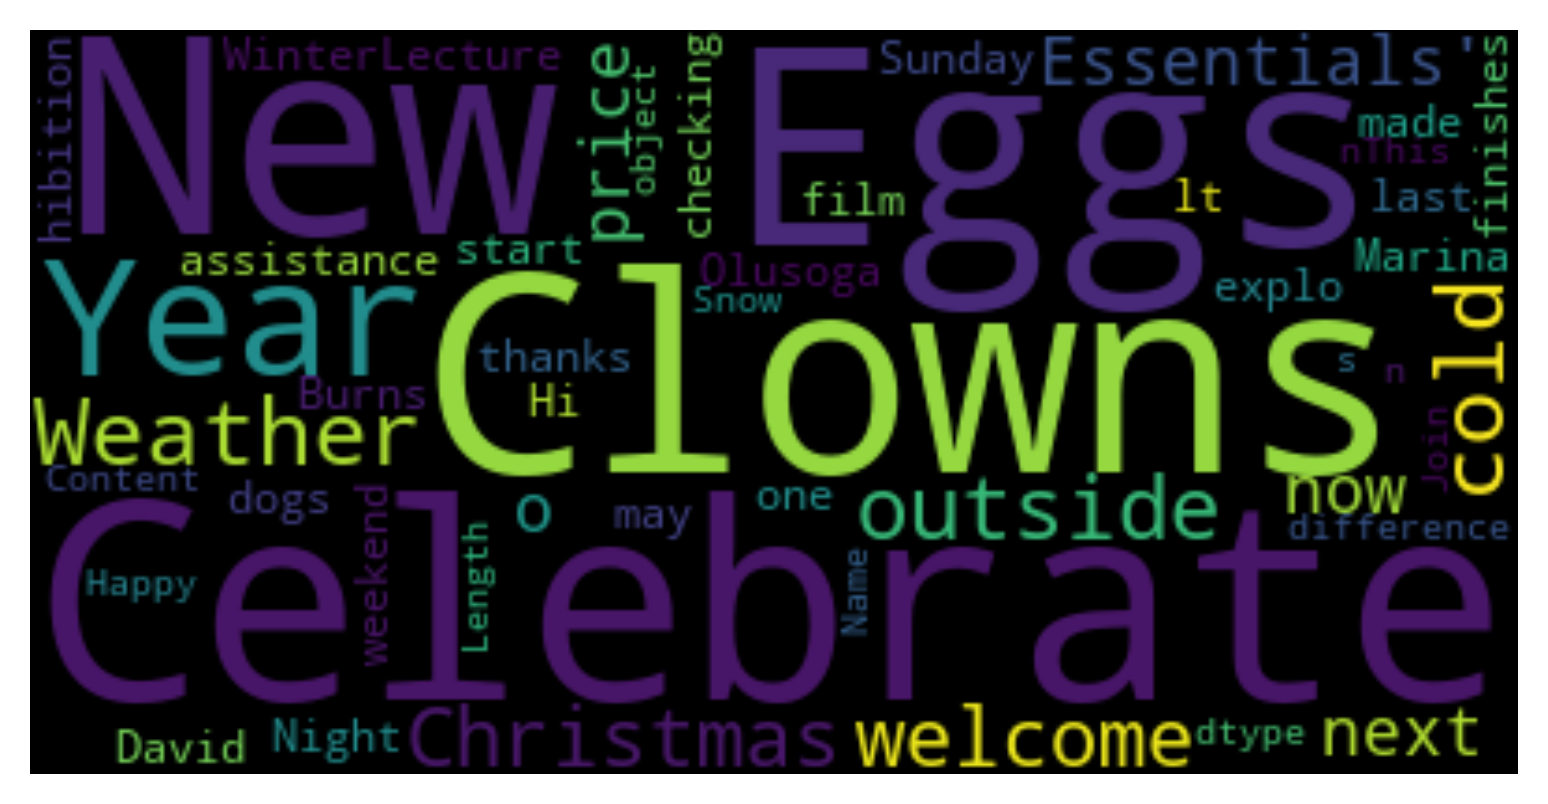 New
WinterLecture
hibition
price
object
checking
Eggs
Sunday
Essentials'
finishes
made
nThis
film
lt
last
Marina
assistance
start
Olusoga
Snow
explo
Year
Clowns
thanks
Hi
Burns
s
n
cold
Join
Weather
Content
dogs
weekend
o
may
one
outside
now
difference
Celebrate
Happy
Length
Name
David
Night
Christmas
welcome
dtype
next